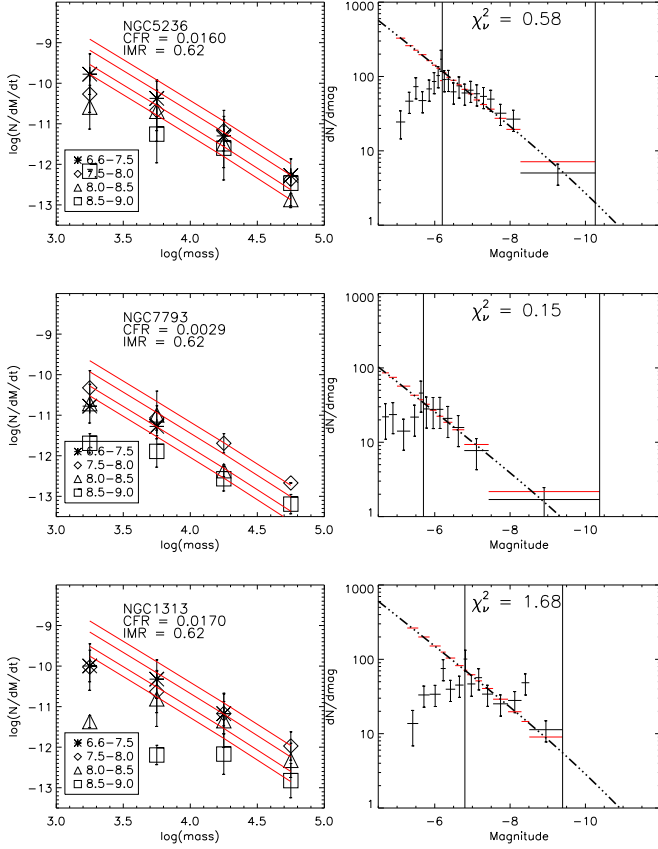 NGC5236
CFR = 0.0160
IMR = 0.62
-9
-10
-11
-12
-13
log(N/dM/dt)
6.6-7.5
7.5-8.0
8.0-8.5
8.5-9.0
3.0 3.5 4.0 4.5 5.0
log(mass)
χ²ν = 0.58
1000
100
10
1
dN/dmag
-6 -8 -10
Magnitude
NGC7793
CFR = 0.0029
IMR = 0.62
-9
-10
-11
-12
-13
log(N/dM/dt)
6.6-7.5
7.5-8.0
8.0-8.5
8.5-9.0
3.0 3.5 4.0 4.5 5.0
log(mass)
χ²ν = 0.15
1000
100
10
1
dN/dmag
-6 -8 -10
Magnitude
NGC1313
CFR = 0.0170
IMR = 0.62
-9
-10
-11
-12
-13
log(N/dM/dt)
6.6-7.5
7.5-8.0
8.0-8.5
8.5-9.0
3.0 3.5 4.0 4.5 5.0
log(mass)
χ²ν = 1.68
1000
100
10
1
dN/dmag
-6 -8 -10
Magnitude